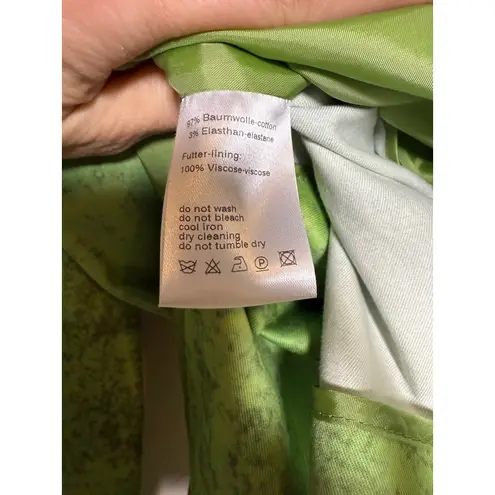 97% Baumwolle-cotton
3% Elasthan-elastane
Futter-lining:
100% Viscose-viscose
do not wash
do not bleach
cool iron
dry cleaning
do not tumble dry
P